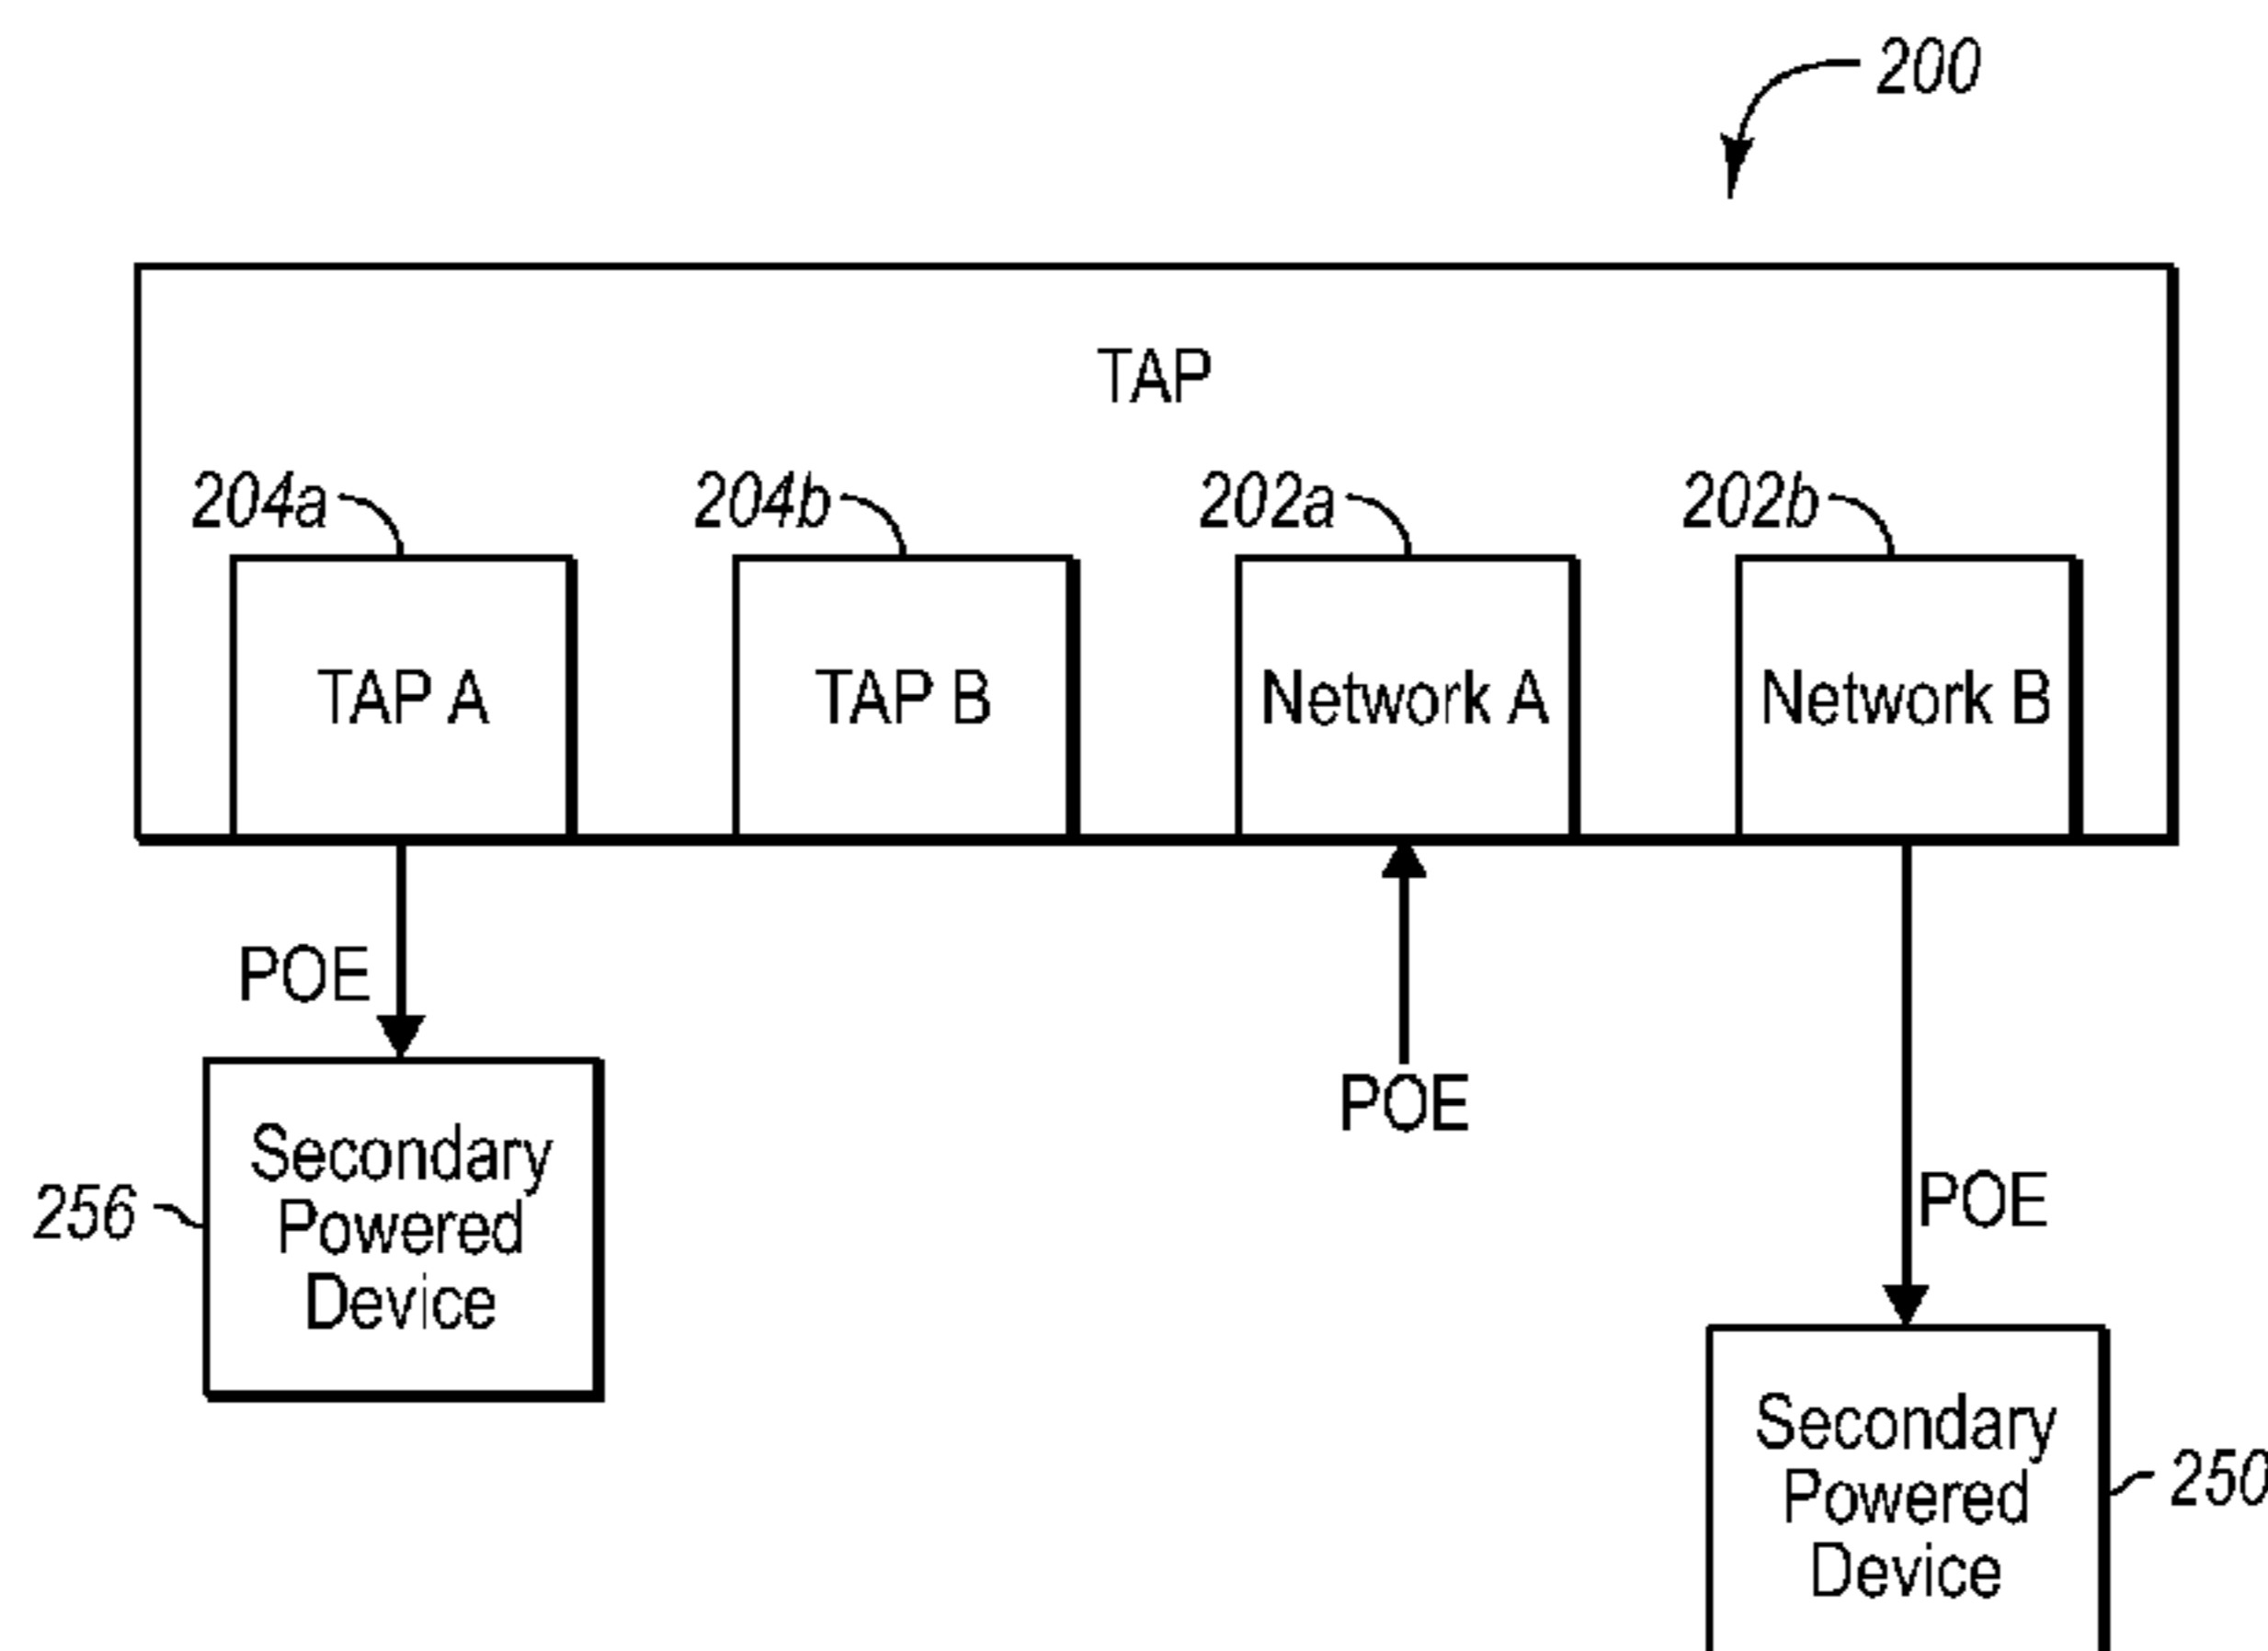 200
TAP
204a
204b
202a
202b
TAP A
TAP B
Network A
Network B
POE
POE
POE
256
Secondary
Powered
Device
Secondary
Powered
Device
250